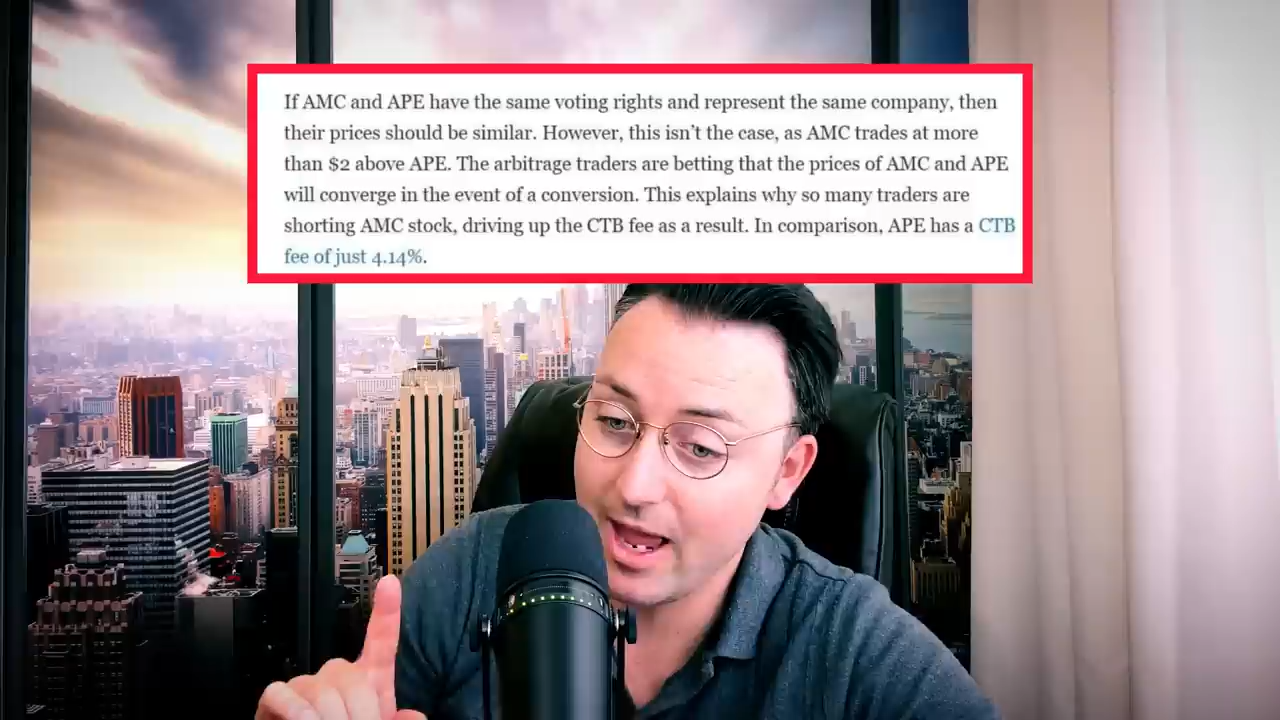 If AMC and APE have the same voting rights and represent the same company, then
their prices should be similar. However, this isn't the case, as AMC trades at more
than $2 above APE. The arbitrage traders are betting that the prices of AMC and APE
will converge in the event of a conversion. This explains why so many traders are
shorting AMC stock, driving up the CTB fee as a result. In comparison, APE has a CTB
fee of just 4.14%.